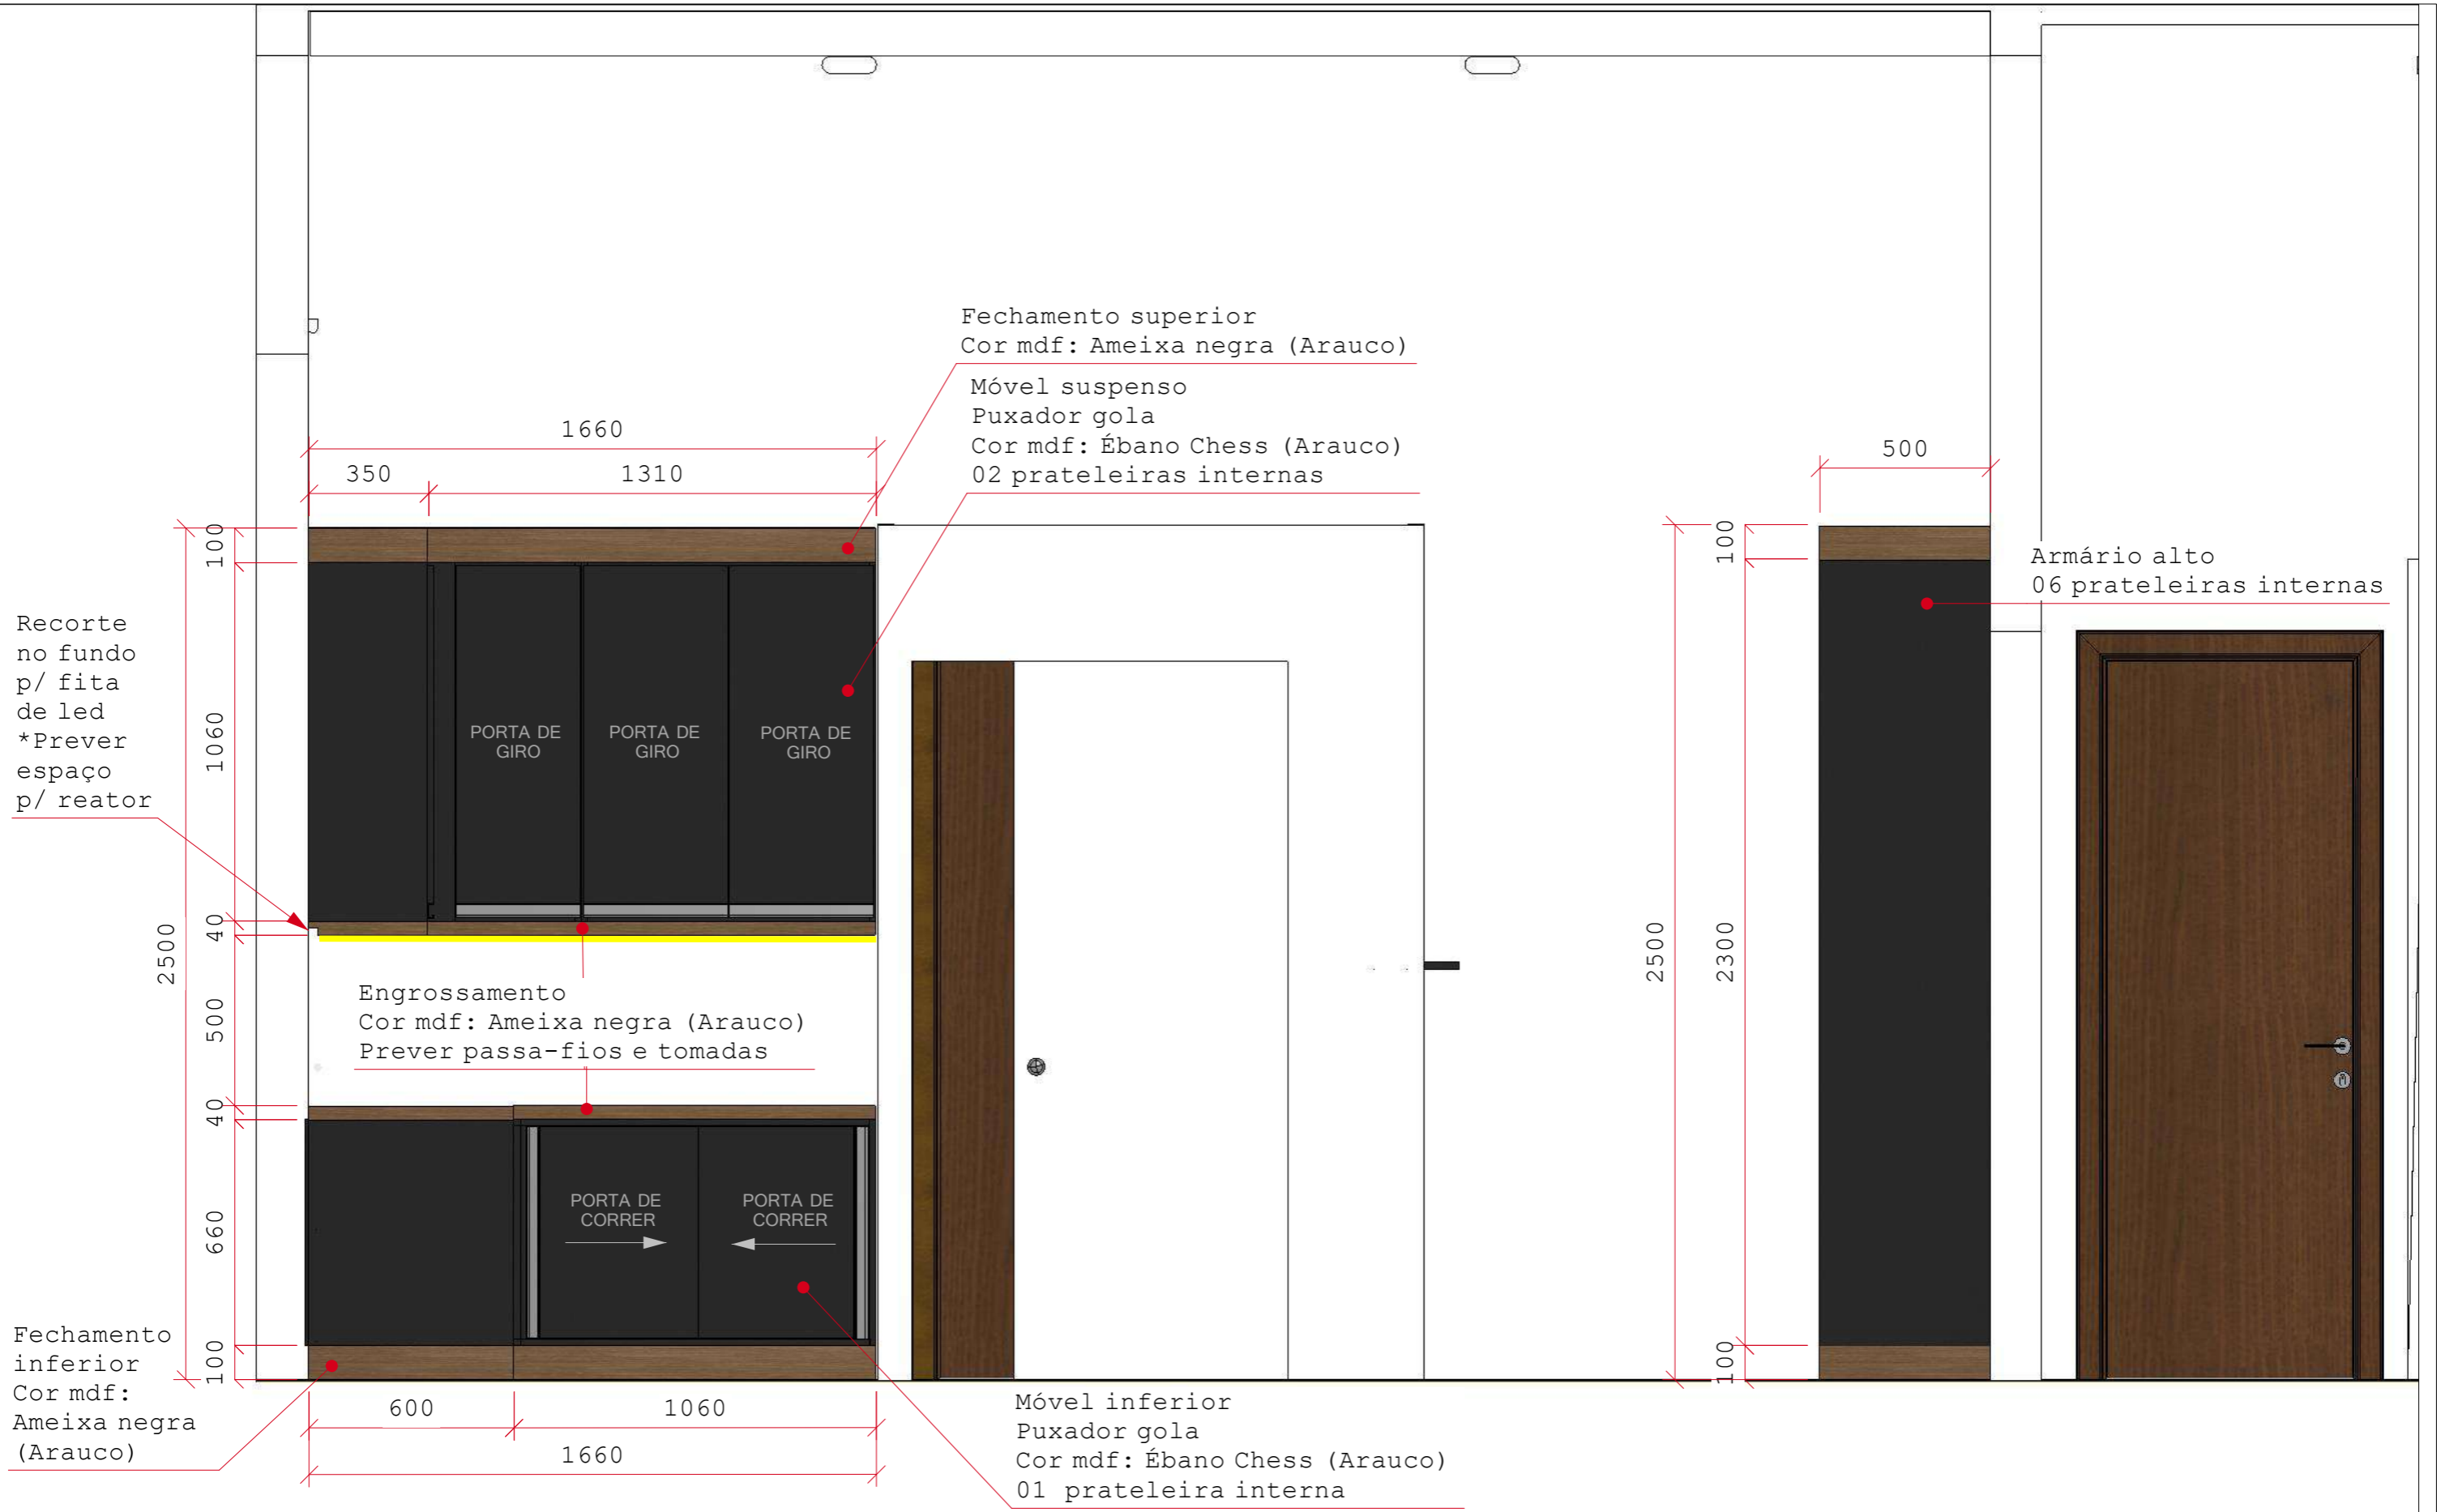 Fechamento superior
Cor mdf: Ameixa negra (Arauco)
Móvel suspenso
Puxador gola
Cor mdf: Ébano Chess (Arauco)
02 prateleiras internas
1660
350
1310
500
100
1060
40
500
40
660
100
2500
Recorte
no fundo
p/ fita
de led
*Prever
espaço
p/ reator
PORTA DE
GIRO
PORTA DE
GIRO
PORTA DE
GIRO
Engrossamento
Cor mdf: Ameixa negra (Arauco)
Prever passa-fios e tomadas
PORTA DE
CORRER
PORTA DE
CORRER
2500
100
2300
100
Armário alto
06 prateleiras internas
Fechamento
inferior
Cor mdf:
Ameixa negra
(Arauco)
600
1060
1660
Móvel inferior
Puxador gola
Cor mdf: Ébano Chess (Arauco)
01 prateleira interna